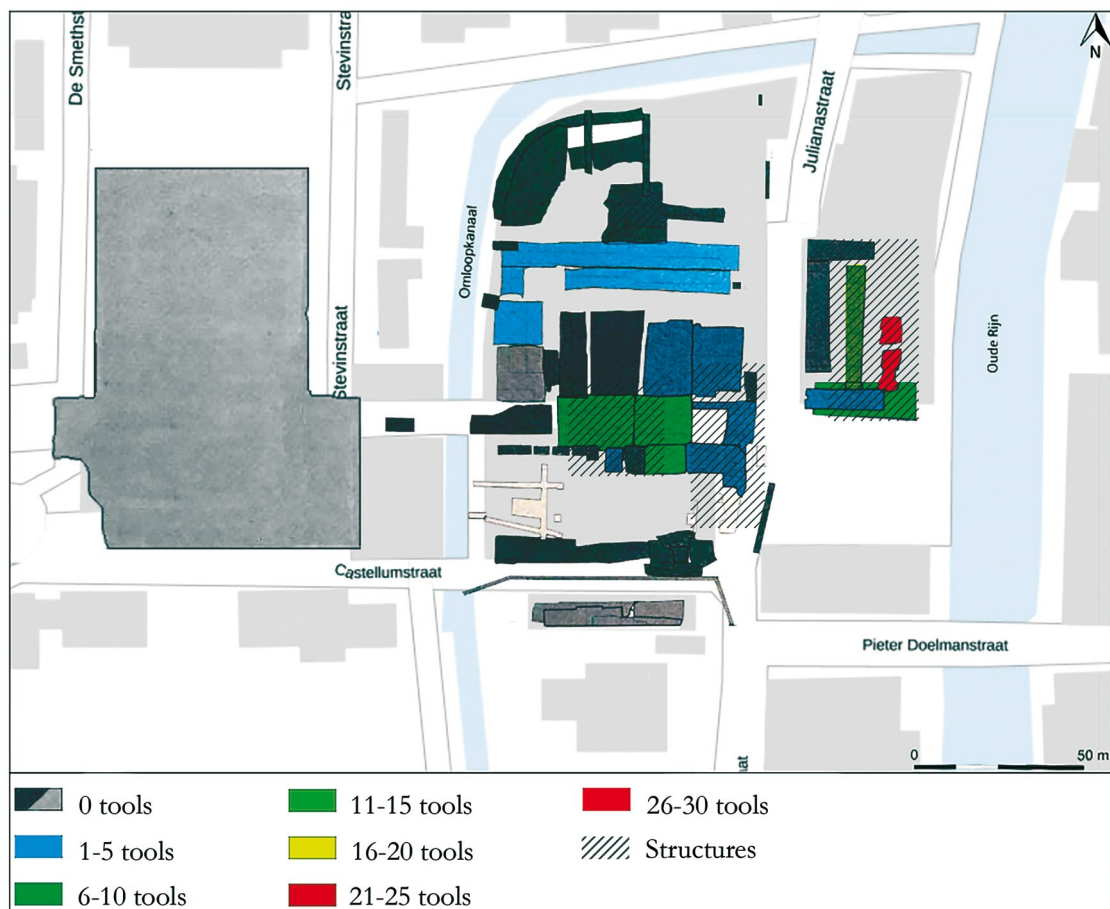 De Smethst
Stevinstra
Stevinstraat
Omloopkanaal
Julianastraat
N
Oude Rijn
Castellumstraat
Pieter Doelmanstraat
aat
0 50 m
0 tools
1-5 tools
6-10 tools
11-15 tools
16-20 tools
21-25 tools
26-30 tools
Structures